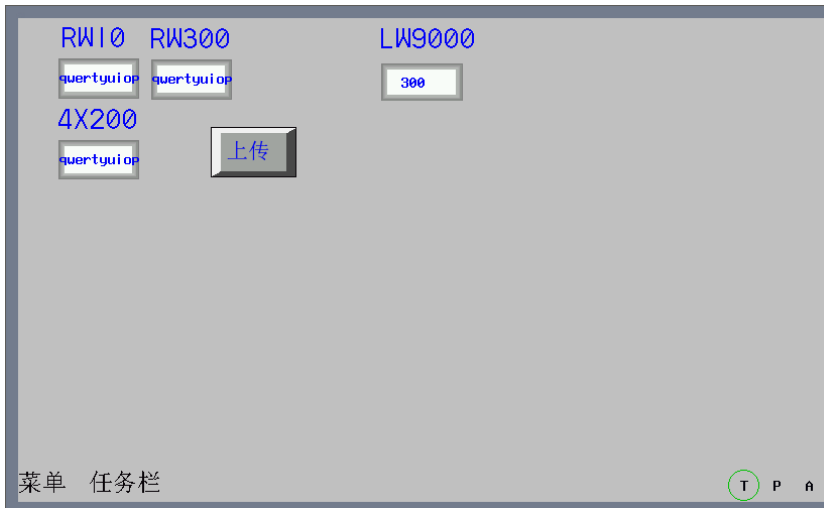 RW10 RW300 LW9000
qwertyuiop qwertyuiop 300
4X200
qwertyuiop 上传
菜单 任务栏 T P A